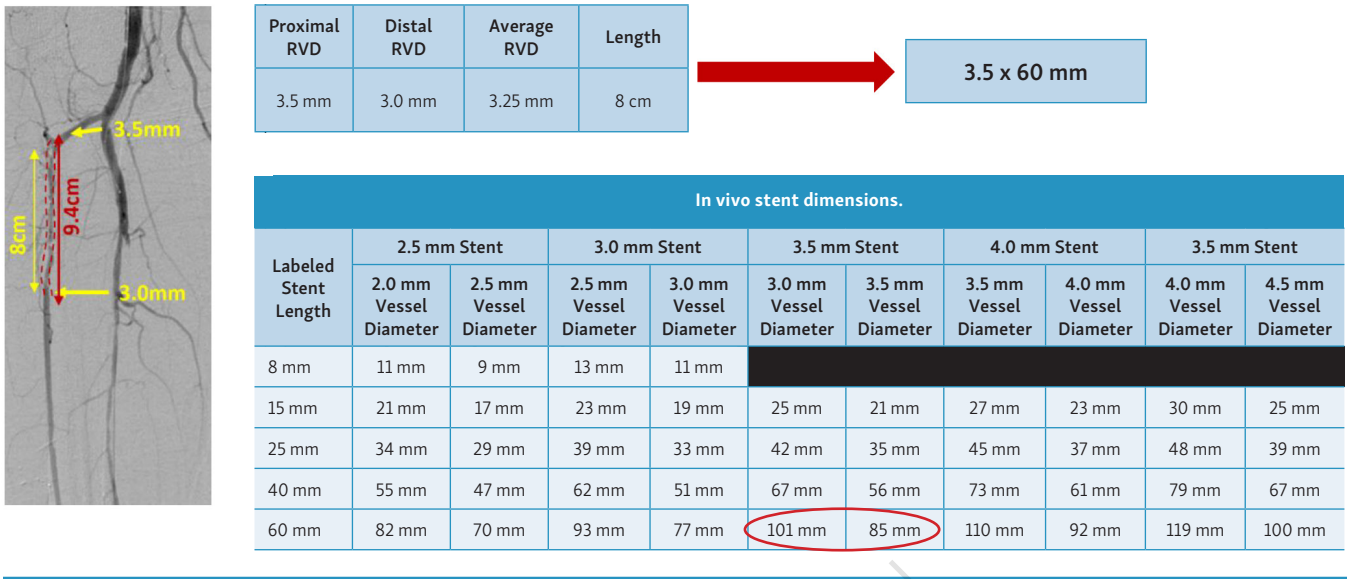 3.5mm
8cm
9.4cm
3.0mm
Proximal RVD Distal RVD Average RVD Length
3.5 mm 3.0 mm 3.25 mm 8 cm
3.5 x 60 mm
In vivo stent dimensions.
Labeled Stent Length 2.5 mm Stent 3.0 mm Stent 3.5 mm Stent 4.0 mm Stent 3.5 mm Stent
2.0 mm Vessel Diameter 2.5 mm Vessel Diameter 2.5 mm Vessel Diameter 3.0 mm Vessel Diameter 3.0 mm Vessel Diameter 3.5 mm Vessel Diameter 3.5 mm Vessel Diameter 4.0 mm Vessel Diameter 4.0 mm Vessel Diameter 4.5 mm Vessel Diameter
8 mm 11 mm 9 mm 13 mm 11 mm
15 mm 21 mm 17 mm 23 mm 19 mm 25 mm 21 mm 27 mm 23 mm 30 mm 25 mm
25 mm 34 mm 29 mm 39 mm 33 mm 42 mm 35 mm 45 mm 37 mm 48 mm 39 mm
40 mm 55 mm 47 mm 62 mm 51 mm 67 mm 56 mm 73 mm 61 mm 79 mm 67 mm
60 mm 82 mm 70 mm 93 mm 77 mm 101 mm 85 mm 110 mm 92 mm 119 mm 100 mm